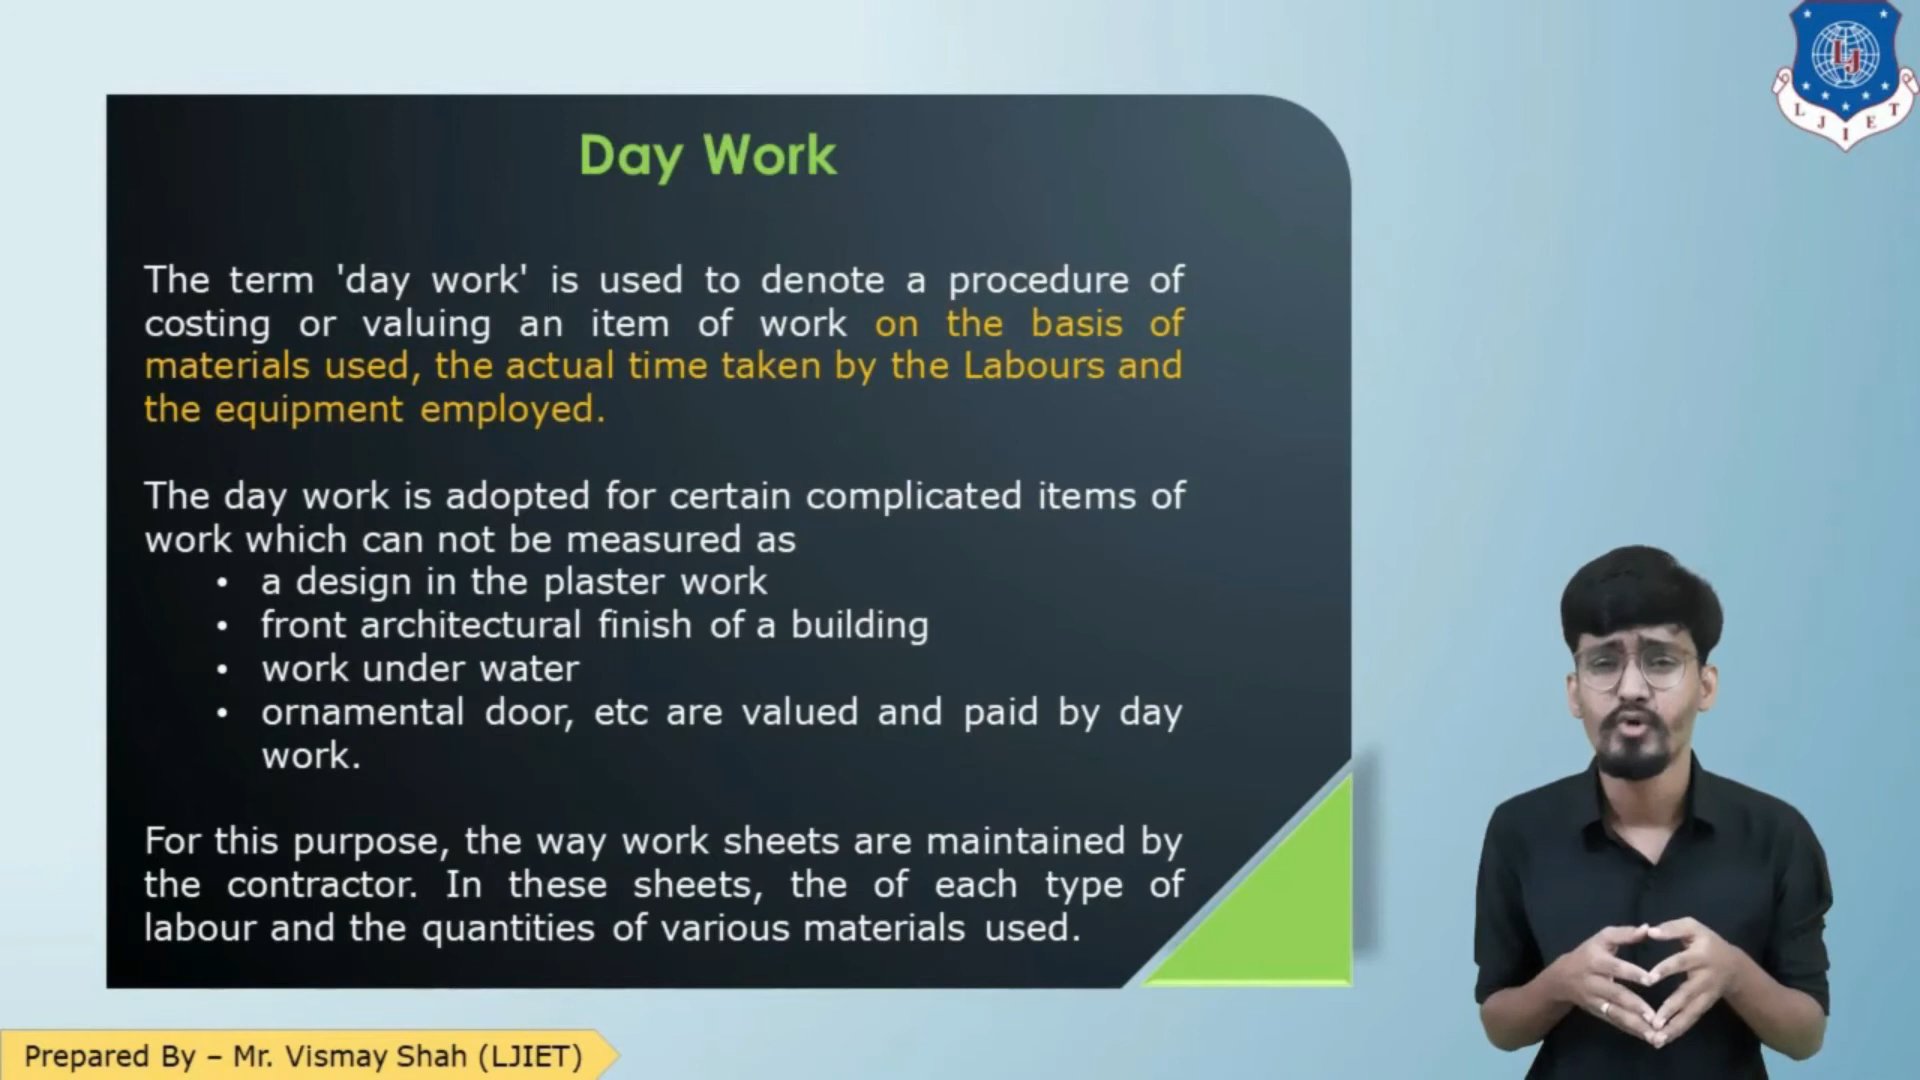 Day Work
The term 'day work' is used to denote a procedure of
costing or valuing an item of work on the basis of
materials used, the actual time taken by the Labours and
the equipment employed.
The day work is adopted for certain complicated items of
work which can not be measured as
• a design in the plaster work
• front architectural finish of a building
• work under water
• ornamental door, etc are valued and paid by day
work.
For this purpose, the way work sheets are maintained by
the contractor. In these sheets, the of each type of
labour and the quantities of various materials used.
Prepared By – Mr. Vismay Shah (LJIET)
LJ
L J I E T